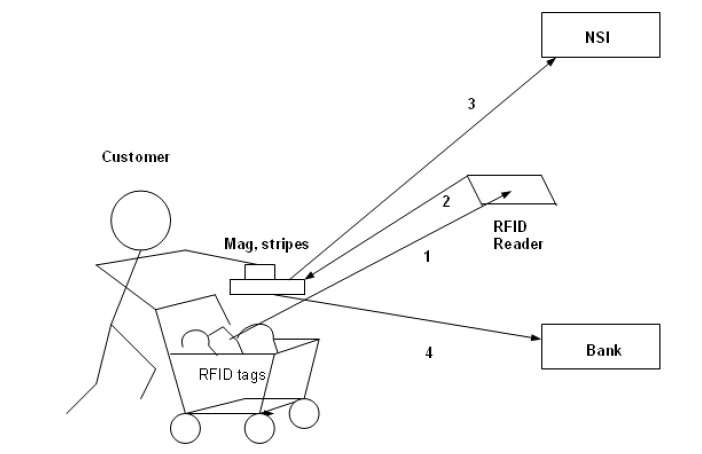 NSI
3
Customer
2
RFID
Reader
Mag, stripes
1
Bank
4
RFID tags